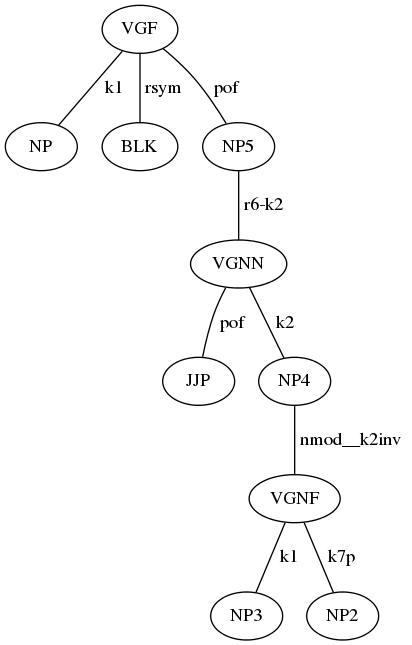 VGF
k1 rsym pof
NP BLK NP5
r6-k2
VGNN
pof k2
JJP NP4
nmod__k2inv
VGNF
k1 k7p
NP3 NP2